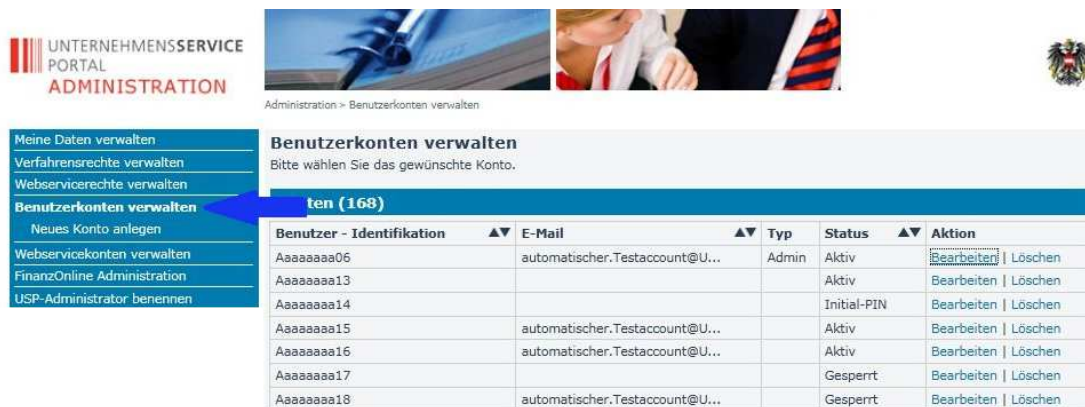 UNTERNEHMENSSERVICE
PORTAL
ADMINISTRATION
Administration > Benutzerkonten verwalten
Meine Daten verwalten
Verfahrensrechte verwalten
Webservicerechte verwalten
Benutzerkonten verwalten
Neues Konto anlegen
Webservicekonten verwalten
FinanzOnline Administration
USP-Administrator benennen
Benutzerkonten verwalten
Bitte wählen Sie das gewünschte Konto.
ten (168)
Benutzer - Identifikation ▲▼ E-Mail ▲▼ Typ Status ▲▼ Aktion
Aaaaaaaa06 automatischer.Testaccount@U... Admin Aktiv Bearbeiten | Löschen
Aaaaaaaa13 Aktiv Bearbeiten | Löschen
Aaaaaaaa14 Initial-PIN Bearbeiten | Löschen
Aaaaaaaa15 automatischer.Testaccount@U... Aktiv Bearbeiten | Löschen
Aaaaaaaa16 automatischer.Testaccount@U... Aktiv Bearbeiten | Löschen
Aaaaaaaa17 Gesperrt Bearbeiten | Löschen
Aaaaaaaa18 automatischer.Testaccount@U... Gesperrt Bearbeiten | Löschen